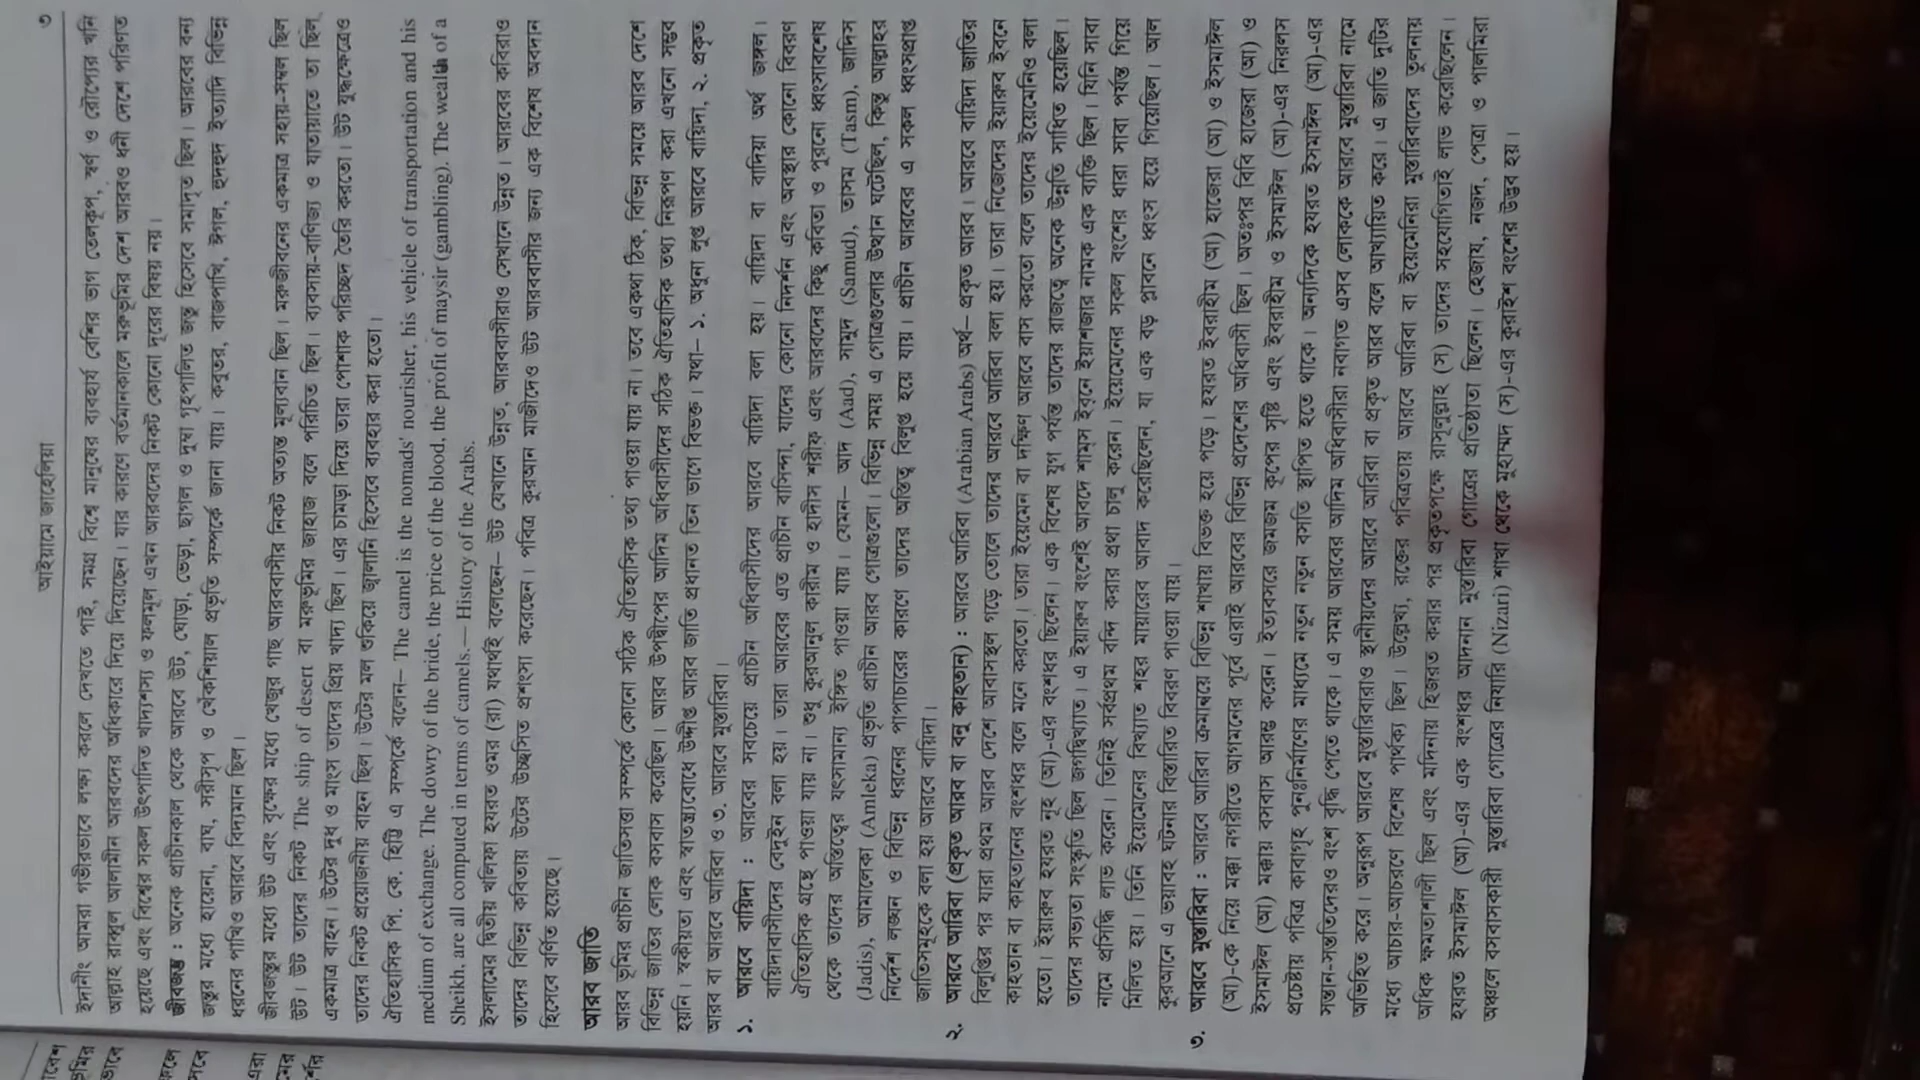 আইয়ামে জাহেলিয়া
৩
ইদানীং আমরা গভীরভাবে লক্ষ্য করলে দেখতে পাই, সমগ্র বিশ্বে মানুষের ব্যবহার্য বেশির ভাগ তেলকূপ, স্বর্ণ ও রৌপ্যের খনি
আল্লাহ রাব্বুল আলামীন আরবদের অধিকারে দিয়ে দিয়েছেন। যার কারণে বর্তমানকালে মরুভূমির দেশ আরবও ধনী দেশে পরিণত
হয়েছে এবং বিশ্বের সকল উৎপাদিত খাদ্যশস্য ও ফলমূল এখন আরবদের নিকট কোনো দূরের বিষয় নয়।
জীবজন্তু : অনেক প্রাচীনকাল থেকে আরবে উট, ঘোড়া, ভেড়া, ছাগল ও দুম্বা গৃহপালিত জন্তু হিসেবে সমাদৃত ছিল। আরবের বন্য
জন্তুর মধ্যে হায়েনা, বাঘ, সরীসৃপ ও খেঁকশিয়াল প্রভৃতি সম্পর্কে জানা যায়। কবুতর, বাজপাখি, ঈগল, হুদহুদ ইত্যাদি বিভিন্ন
ধরনের পাখিও আরবে বিদ্যমান ছিল।
জীবজন্তুর মধ্যে উট এবং বৃক্ষের মধ্যে খেজুর গাছ আরববাসীর নিকট অত্যন্ত মূল্যবান ছিল। মরুজীবনের একমাত্র সহায়-সম্বল ছিল
উট। উট তাদের নিকট The ship of desert বা মরুভূমির জাহাজ বলে পরিচিত ছিল। ব্যবসায়-বাণিজ্য ও যাতায়াতে তা ছিল
একমাত্র বাহন। উটের দুধ ও মাংস তাদের প্রিয় খাদ্য ছিল। এর চামড়া দিয়ে তারা পোশাক পরিচ্ছদ তৈরি করতো। উট যুদ্ধক্ষেত্রেও
তাদের নিকট প্রয়োজনীয় বাহন ছিল। উটের মল শুকিয়ে জ্বালানি হিসেবে ব্যবহার করা হতো।
ঐতিহাসিক পি. কে. হিট্টি এ সম্পর্কে বলেন– The camel is the nomads' nourisher, his vehicle of transportation and his
medium of exchange. The dowry of the bride, the price of the blood, the profit of maysir (gambling), The wealth of a
Sheikh, are all computed in terms of camels.— History of the Arabs.
ইসলামের দ্বিতীয় খলিফা হযরত ওমর (রা) যথার্থই বলেছেন– উট যেখানে উন্নত, আরববাসীরাও সেখানে উন্নত। আরবের কবিরাও
তাদের বিভিন্ন কবিতায় উটের উচ্ছ্বসিত প্রশংসা করেছেন। পবিত্র কুরআন মাজীদেও উট আরববাসীর জন্য এক বিশেষ অবদান
হিসেবে বর্ণিত হয়েছে।
আরব জাতি
আরব ভূমির প্রাচীন জাতিসত্তা সম্পর্কে কোনো সঠিক ঐতিহাসিক তথ্য পাওয়া যায় না। তবে একথা ঠিক, বিভিন্ন সময়ে আরব দেশে
বিভিন্ন জাতির লোক বসবাস করেছিল। আরব উপদ্বীপের আদিম অধিবাসীদের সঠিক ঐতিহাসিক তথ্য নিরূপণ করা এখনো সম্ভব
হয়নি। স্বকীয়তা এবং স্বাতন্ত্র্যবোধে উদ্দীপ্ত আরব জাতি প্রধানত তিন ভাগে বিভক্ত। যথা– ১. অধুনা লুপ্ত আরবে বায়িদা, ২. প্রকৃত
আরব বা আরবে আরিবা ও ৩. আরবে মুস্তারিবা।
১. আরবে বায়িদা : আরবের সবচেয়ে প্রাচীন অধিবাসীদের আরবে বায়িদা বলা হয়। বায়িদা বা বাদিয়া অর্থ জঙ্গল।
বায়িদাবাসীদের বেদুইন বলা হয়। তারা আরবের এত প্রাচীন বাসিন্দা, যাদের কোনো নিদর্শন এবং অবস্থার কোনো বিবরণ
ঐতিহাসিক গ্রন্থে পাওয়া যায় না। শুধু কুরআনুল কারীম ও হাদীস শরীফ এবং আরবদের কিছু কবিতা ও পুরনো ধ্বংসাবশেষ
থেকে তাদের অস্তিত্বের যৎসামান্য ইঙ্গিত পাওয়া যায়। যেমন– আদ (Aad), সামুদ (Samud), তাসম (Tasm), জাদিস
(Jadis), আমালেকা (Amleka) প্রভৃতি প্রাচীন আরব গোত্রগুলো। বিভিন্ন সময় এ গোত্রগুলোর উত্থান ঘটেছিল, কিন্তু আল্লাহর
নির্দেশ লঙ্ঘন ও বিভিন্ন ধরনের পাপাচারের কারণে তাদের অস্তিত্ব বিলুপ্ত হয়ে যায়। প্রাচীন আরবের এ সকল ধ্বংসপ্রাপ্ত
জাতিসমূহকে বলা হয় আরবে বায়িদা।
২. আরবে আরিবা (প্রকৃত আরব বা বনু কাহতান) : আরবে আরিবা (Arabian Arabs) অর্থ– প্রকৃত আরব। আরবে বায়িদা জাতির
বিলুপ্তির পর যারা প্রথম আরব দেশে আবাসস্থল গড়ে তোলে তাদের আরবে আরিবা বলা হয়। তারা নিজেদের ইয়ারুব ইবনে
কাহতান বা কাহতানের বংশধর বলে মনে করতো। তারা ইয়েমেন বা দক্ষিণ আরবে বাস করতো বলে তাদের ইয়েমেনিও বলা
হতো। ইয়ারুব হযরত নূহ (আ)-এর বংশধর ছিলেন। এক বিশেষ যুগ পর্যন্ত তাদের রাজত্বে অনেক উন্নতি সাধিত হয়েছিল।
তাদের সভ্যতা সংস্কৃতি ছিল জগদ্বিখ্যাত। এ ইয়ারুব বংশেই আবদে শামস ইবনে ইয়াশজার নামক এক ব্যক্তি ছিল। যিনি সাবা
নামে প্রসিদ্ধি লাভ করেন। তিনিই সর্বপ্রথম বন্দি করার প্রথা চালু করেন। ইয়েমেনের সকল বংশের ধারা সাবা পর্যন্ত গিয়ে
মিলিত হয়। তিনি ইয়েমেনের বিখ্যাত শহর মায়ারেব আবাদ করেছিলেন, যা এক বড় প্লাবনে ধ্বংস হয়ে গিয়েছিল। আল
কুরআনে এ ভয়াবহ ঘটনার বিস্তারিত বিবরণ পাওয়া যায়।
৩. আরবে মুস্তারিবা : আরবে আরিবা ক্রমান্বয়ে বিভিন্ন শাখায় বিভক্ত হয়ে পড়ে। হযরত ইবরাহীম (আ) হাজেরা (আ) ও ইসমাঈল
(আ)-কে নিয়ে মক্কা নগরীতে আগমনের পূর্বে এরাই আরবের বিভিন্ন প্রদেশের অধিবাসী ছিল। অতঃপর বিবি হাজেরা (আ) ও
ইসমাঈল (আ) মক্কায় বসবাস আরম্ভ করেন। ইত্যবসরে জমজম কূপের সৃষ্টি এবং ইবরাহীম ও ইসমাঈল (আ)-এর নিরলস
প্রচেষ্টায় পবিত্র কাবাগৃহ পুনঃনির্মাণের মাধ্যমে নতুন নতুন বসতি স্থাপিত হতে থাকে। অন্যদিকে হযরত ইসমাঈল (আ)-এর
সন্তান-সন্ততিদেরও বংশ বৃদ্ধি পেতে থাকে। এ সময় আরবের আদিম অধিবাসীরা নবাগত এসব লোককে আরবে মুস্তারিবা নামে
অভিহিত করে। অনুরূপ আরবে মুস্তারিবারাও স্থানীয়দের আরবে আরিবা বা প্রকৃত আরব বলে আখ্যায়িত করে। এ জাতি দুটির
মধ্যে আচার-আচরণে বিশেষ পার্থক্য ছিল। উল্লেখ্য, রক্তের পবিত্রতায় আরবে আরিবা বা ইয়েমেনিরা মুস্তারিবাদের তুলনায়
অধিক ক্ষমতাশালী ছিল এবং মদিনায় হিজরত করার পর প্রকৃতপক্ষে রাসূলুল্লাহ (স) তাদের সহযোগিতাই লাভ করেছিলেন।
হযরত ইসমাঈল (আ)-এর এক বংশধর আদনান মুস্তারিবা গোত্রের প্রতিষ্ঠাতা ছিলেন। হেজায, নজদ, পেত্রা ও পালমিরা
অঞ্চলে বসবাসকারী মুস্তারিবা গোত্রের নিযারি (Nizari) শাখা থেকে মুহাম্মদ (স)-এর কুরাইশ বংশের উদ্ভব হয়।